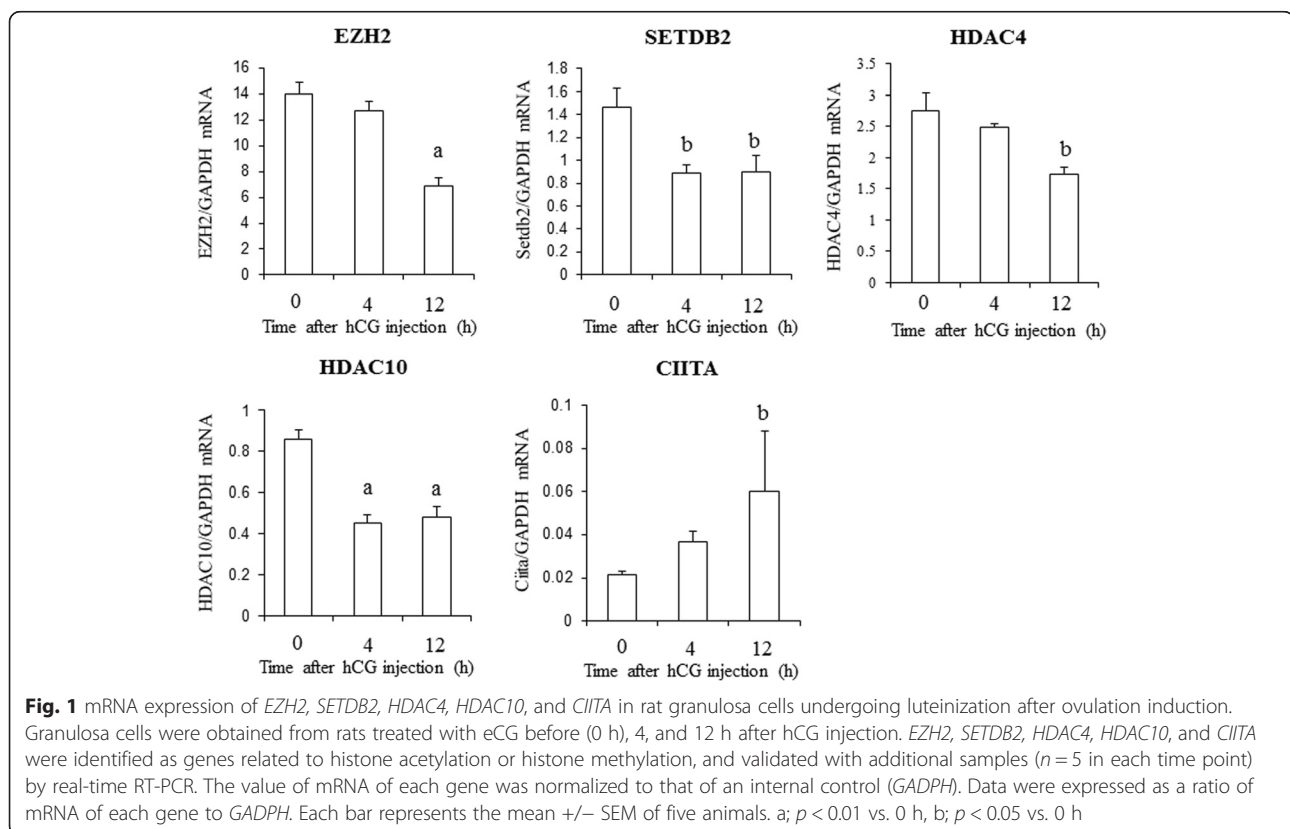 EZH2
EZH2/GAPDH mRNA
16
14
12
10
8
6
4
2
0
a
0 4 12
Time after hCG injection (h)
SETDB2
Setdb2/GAPDH mRNA
1.8
1.6
1.4
1.2
1
0.8
0.6
0.4
0.2
0
b b
0 4 12
Time after hCG injection (h)
HDAC4
HDAC4/GAPDH mRNA
3.5
3
2.5
2
1.5
1
0.5
0
b
0 4 12
Time after hCG injection (h)
HDAC10
HDAC10/GAPDH mRNA
1
0.8
0.6
0.4
0.2
0
a a
0 4 12
Time after hCG injection (h)
CIITA
Ciita/GAPDH mRNA
0.1
0.08
0.06
0.04
0.02
0
b
0 4 12
Time after hCG injection (h)
Fig. 1 mRNA expression of EZH2, SETDB2, HDAC4, HDAC10, and CIITA in rat granulosa cells undergoing luteinization after ovulation induction.
Granulosa cells were obtained from rats treated with eCG before (0 h), 4, and 12 h after hCG injection. EZH2, SETDB2, HDAC4, HDAC10, and CIITA
were identified as genes related to histone acetylation or histone methylation, and validated with additional samples (n = 5 in each time point)
by real-time RT-PCR. The value of mRNA of each gene was normalized to that of an internal control (GADPH). Data were expressed as a ratio of
mRNA of each gene to GADPH. Each bar represents the mean +/− SEM of five animals. a; p < 0.01 vs. 0 h, b; p < 0.05 vs. 0 h